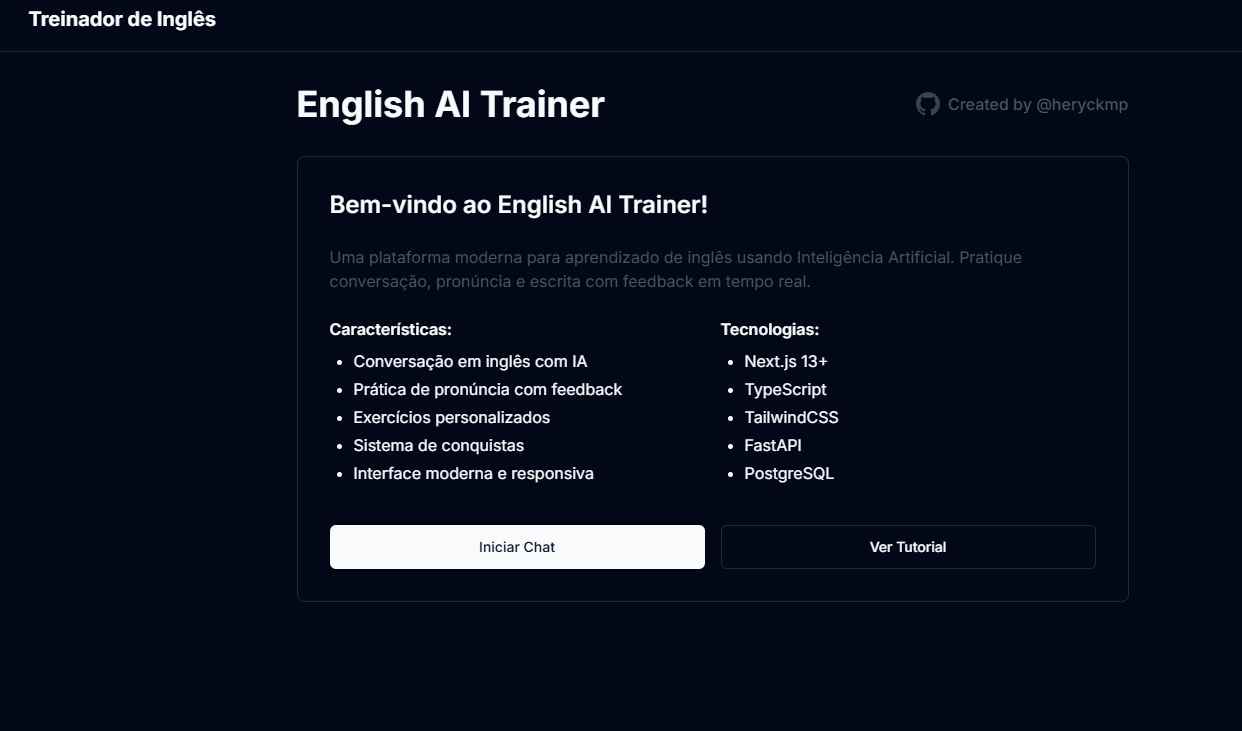 Treinador de Inglês
English AI Trainer
Created by @heryckmp
Bem-vindo ao English AI Trainer!
Uma plataforma moderna para aprendizado de inglês usando Inteligência Artificial. Pratique
conversação, pronúncia e escrita com feedback em tempo real.
Características:
Conversação em inglês com IA
Prática de pronúncia com feedback
Exercícios personalizados
Sistema de conquistas
Interface moderna e responsiva
Tecnologias:
Next.js 13+
TypeScript
TailwindCSS
FastAPI
PostgreSQL
Iniciar Chat
Ver Tutorial